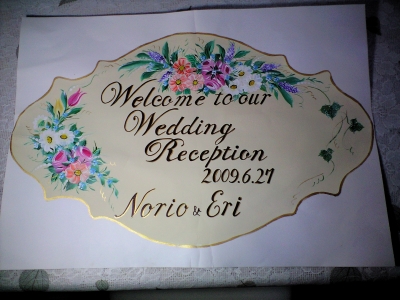 Welcome to our
Wedding
Reception
2009.6.27
Norio & Eri